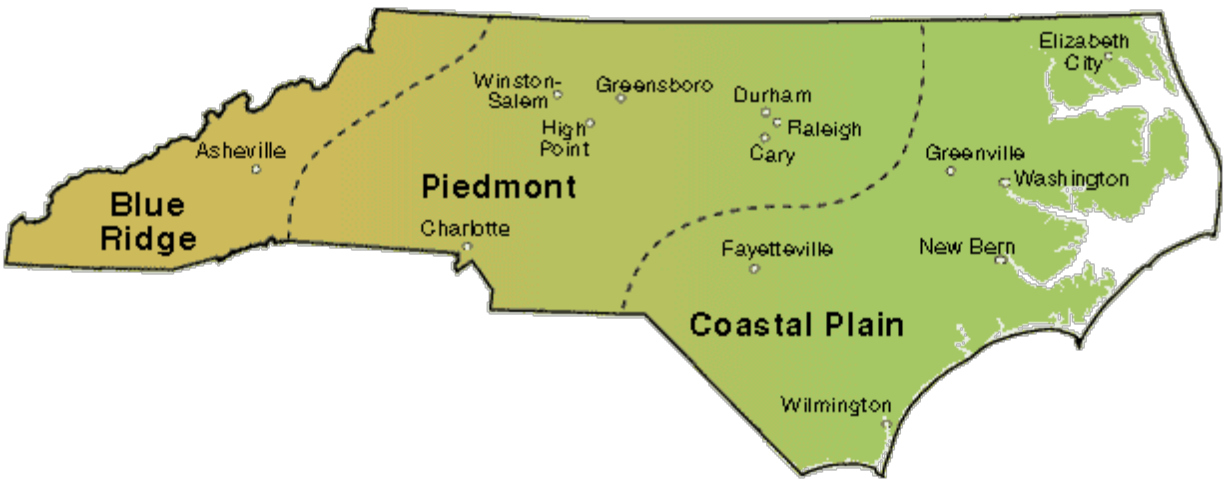 Elizabeth
City
Winston-
Salem
Greensboro
High
Point
Durham
Raleigh
Cary
Asheville
Greenville
Washington
Blue
Ridge
Piedmont
Charlotte
Fayetteville
New Bern
Coastal Plain
Wilmington